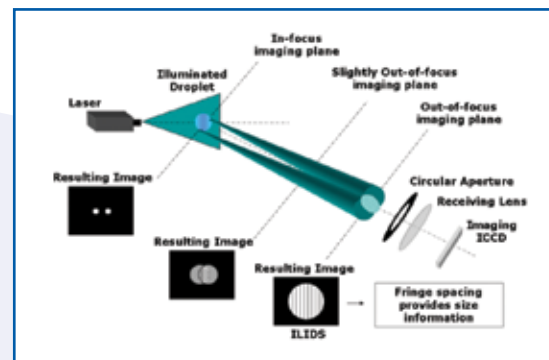 In-focus
imaging plane
Illuminated
Droplet
Slightly Out-of-focus
imaging plane
Laser
Out-of-focus
imaging plane
Resulting Image
Circular Aperture
Receiving Lens
Imaging
ICCD
Resulting Image
Resulting Image
ILIDS
Fringe spacing
provides size
information